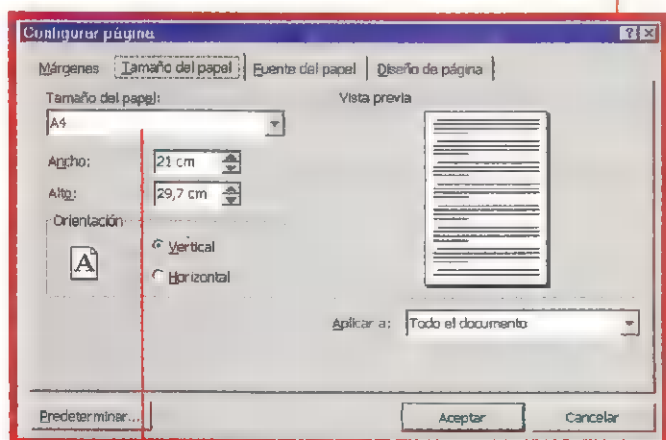 Configurar página
Márgenes Tamaño del papel Fuente del papel Diseño de página
Tamaño del papel: Vista previa
A4
Ancho: 21 cm
Alto: 29,7 cm
Orientación
A Vertical
Horizontal
Aplicar a: Todo el documento
Predeterminar... Aceptar Cancelar